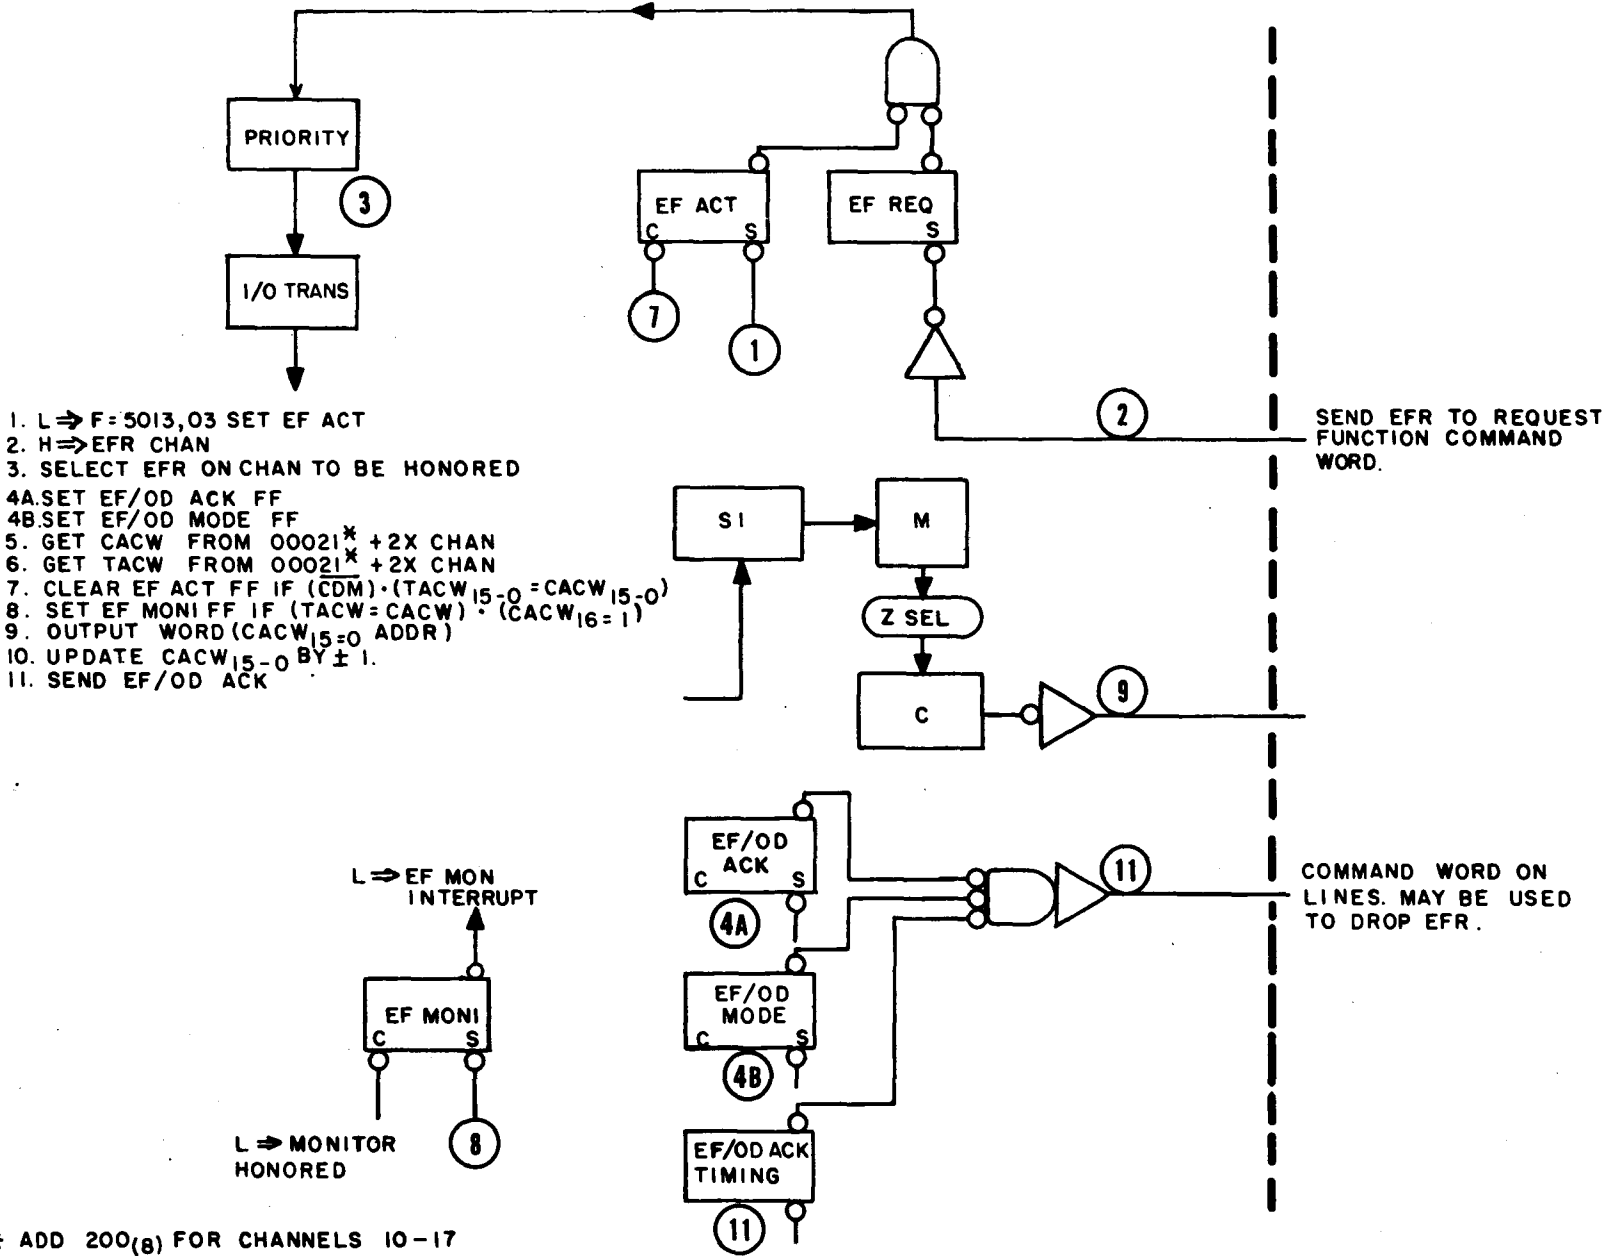 PRIORITY
3
I/O TRANS
EF ACT
C S
7
1
EF REQ
S
2
SEND EFR TO REQUEST
FUNCTION COMMAND
WORD.
1. L⇒F=5013,03 SET EF ACT
2. H⇒EFR CHAN
3. SELECT EFR ON CHAN TO BE HONORED
4A.SET EF/OD ACK FF
4B.SET EF/OD MODE FF
5. GET CACW FROM 00021* +2X CHAN
6. GET TACW FROM 00021* +2X CHAN
7. CLEAR EF ACT FF IF (C̅D̅M̅)·(TACW15-0=CACW15-0)
8. SET EF MONI FF IF (TACW=CACW)·(CACW16=1)
9. OUTPUT WORD(CACW15=0 ADDR)
10. UPDATE CACW15-0 BY ± 1.
11. SEND EF/OD ACK
SI
M
Z SEL
C
9
EF/OD
ACK
C S
4A
EF/OD
MODE
C S
4B
EF/OD ACK
TIMING
11
11
COMMAND WORD ON
LINES. MAY BE USED
TO DROP EFR.
L⇒EF MON
INTERRUPT
EF MONI
C S
L⇒MONITOR
HONORED
8
ADD 200(8) FOR CHANNELS 10-17